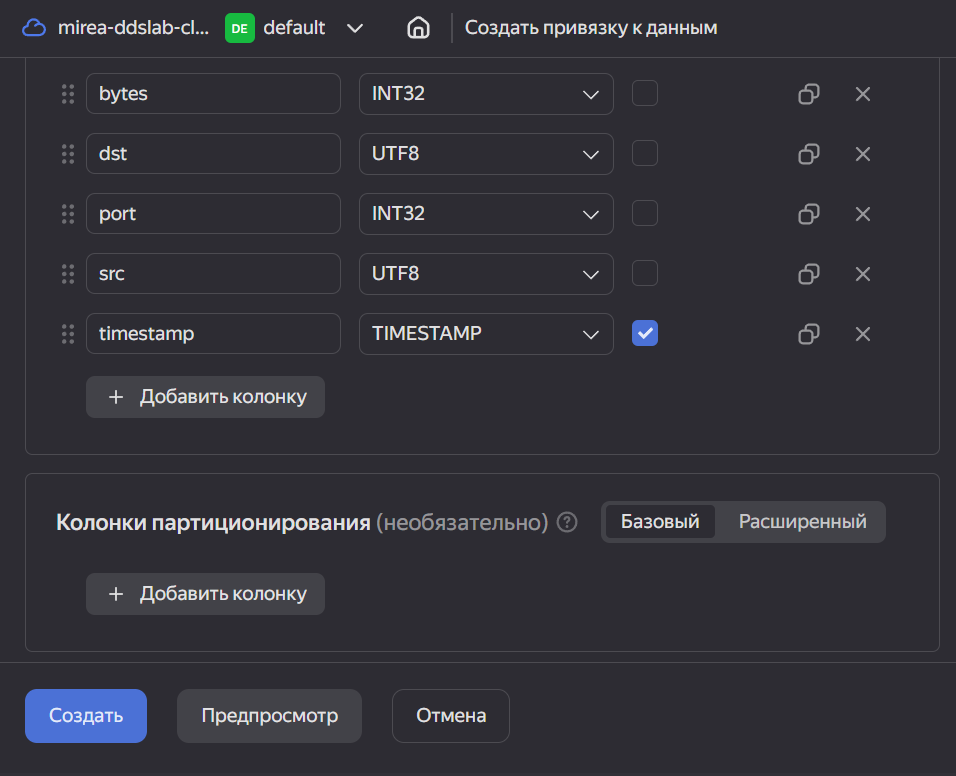 mirea-ddslab-cl... DE default Создать привязку к данным
bytes INT32
dst UTF8
port INT32
src UTF8
timestamp TIMESTAMP
+ Добавить колонку
Колонки партиционирования (необязательно) ? Базовый Расширенный
+ Добавить колонку
Создать Предпросмотр Отмена